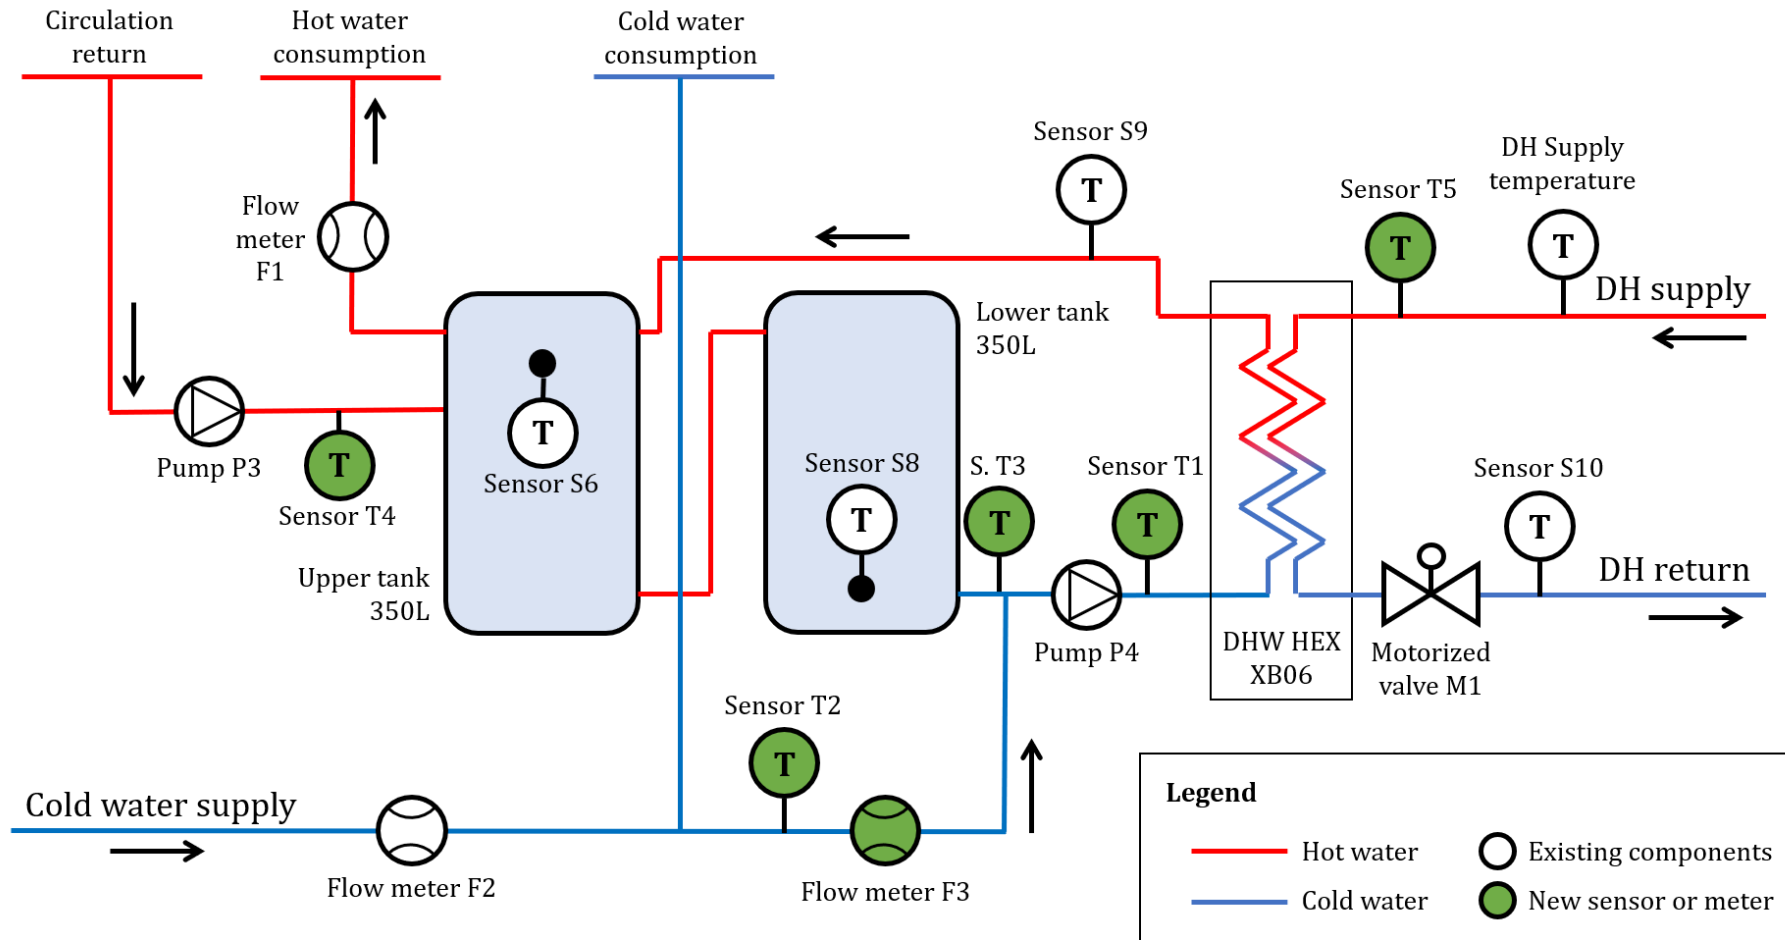 Circulation
return
Hot water
consumption
Cold water
consumption
Sensor S9
DH Supply
temperature
Sensor T5
Flow
meter
F1
T
T
T
DH supply
Lower tank
350L
Pump P3
T
Sensor T4
T
Sensor S6
Sensor S8
T
S. T3
T
Sensor T1
T
Sensor S10
T
Upper tank
350L
DH return
Pump P4
DHW HEX
XB06
Motorized
valve M1
Sensor T2
T
Cold water supply
Flow meter F2
Flow meter F3
Legend
Hot water
Existing components
Cold water
New sensor or meter